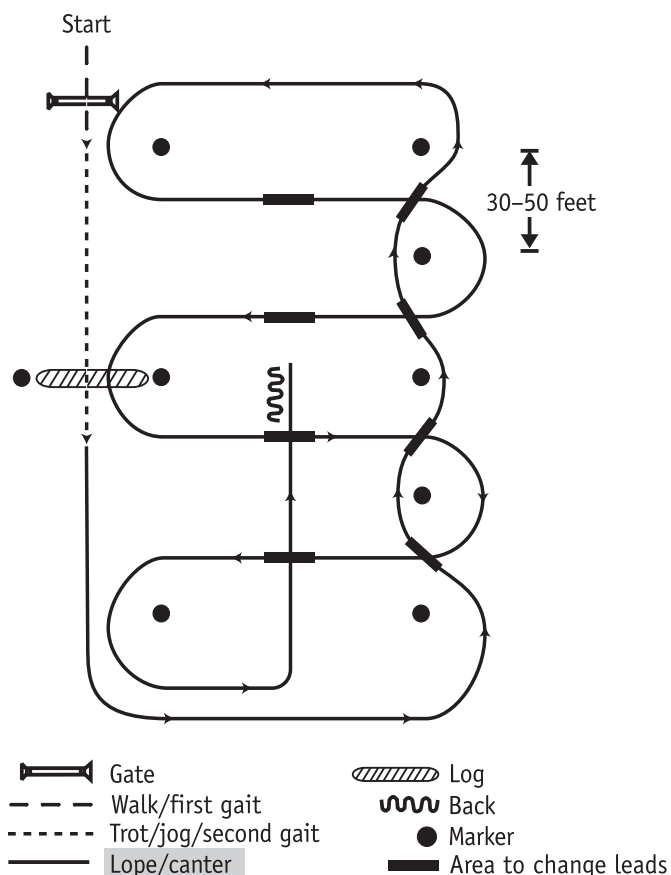 Start
30–50 feet
Gate
Walk/first gait
Trot/jog/second gait
Lope/canter
Log
Back
Marker
Area to change leads